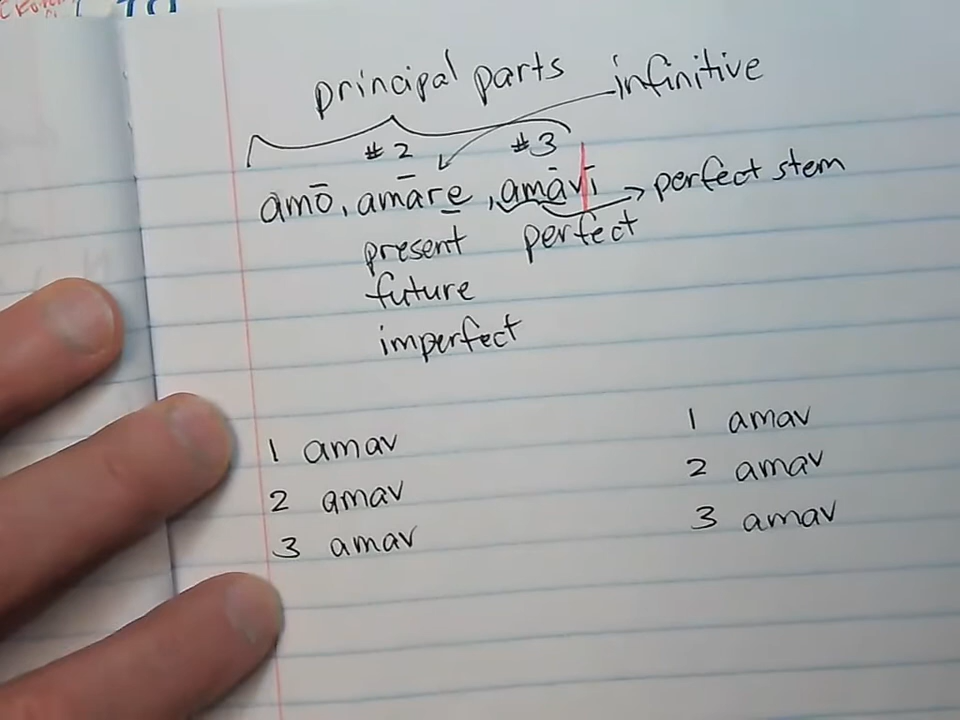 principal parts infinitive
#2 #3
amō, amāre, amāvī → perfect stem
present perfect
future
imperfect
1 amav 1 amav
2 amav 2 amav
3 amav 3 amav